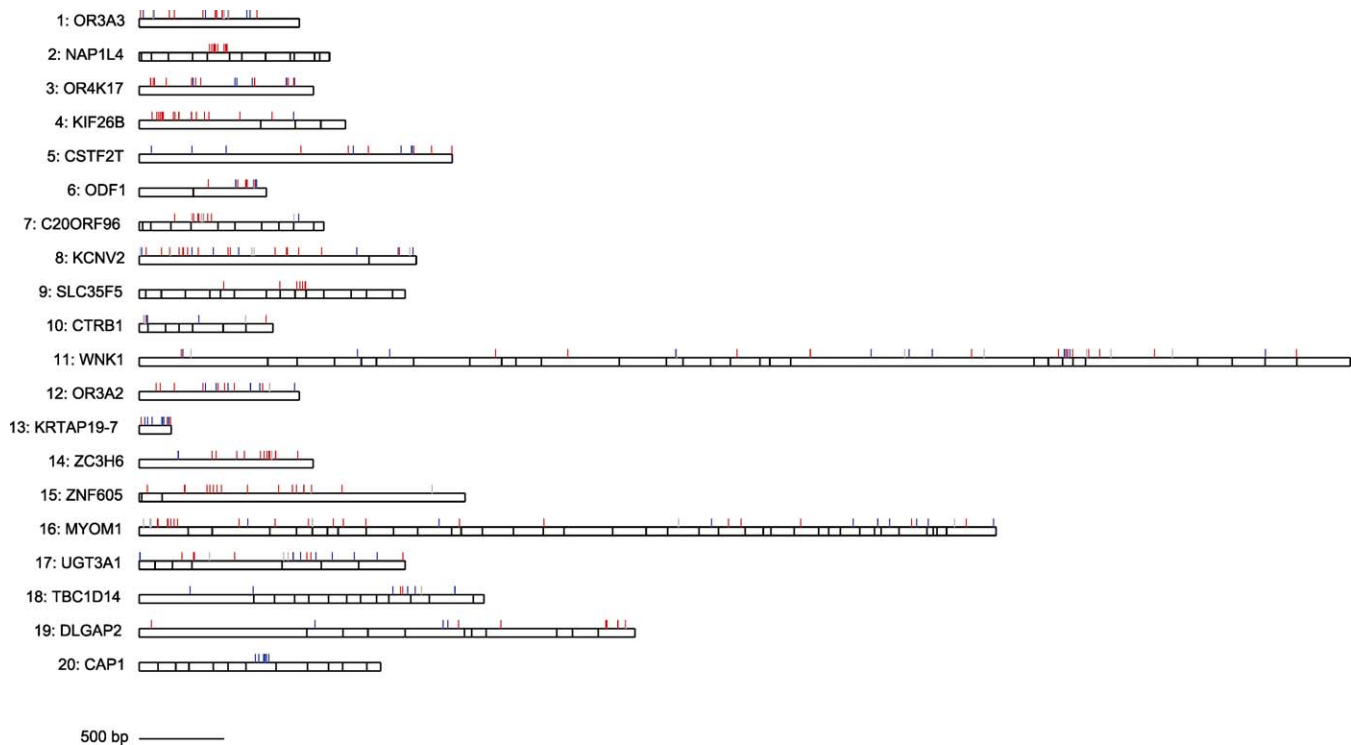 1: OR3A3
2: NAP1L4
3: OR4K17
4: KIF26B
5: CSTF2T
6: ODF1
7: C20ORF96
8: KCNV2
9: SLC35F5
10: CTRB1
11: WNK1
12: OR3A2
13: KRTAP19-7
14: ZC3H6
15: ZNF605
16: MYOM1
17: UGT3A1
18: TBC1D14
19: DLGAP2
20: CAP1
500 bp